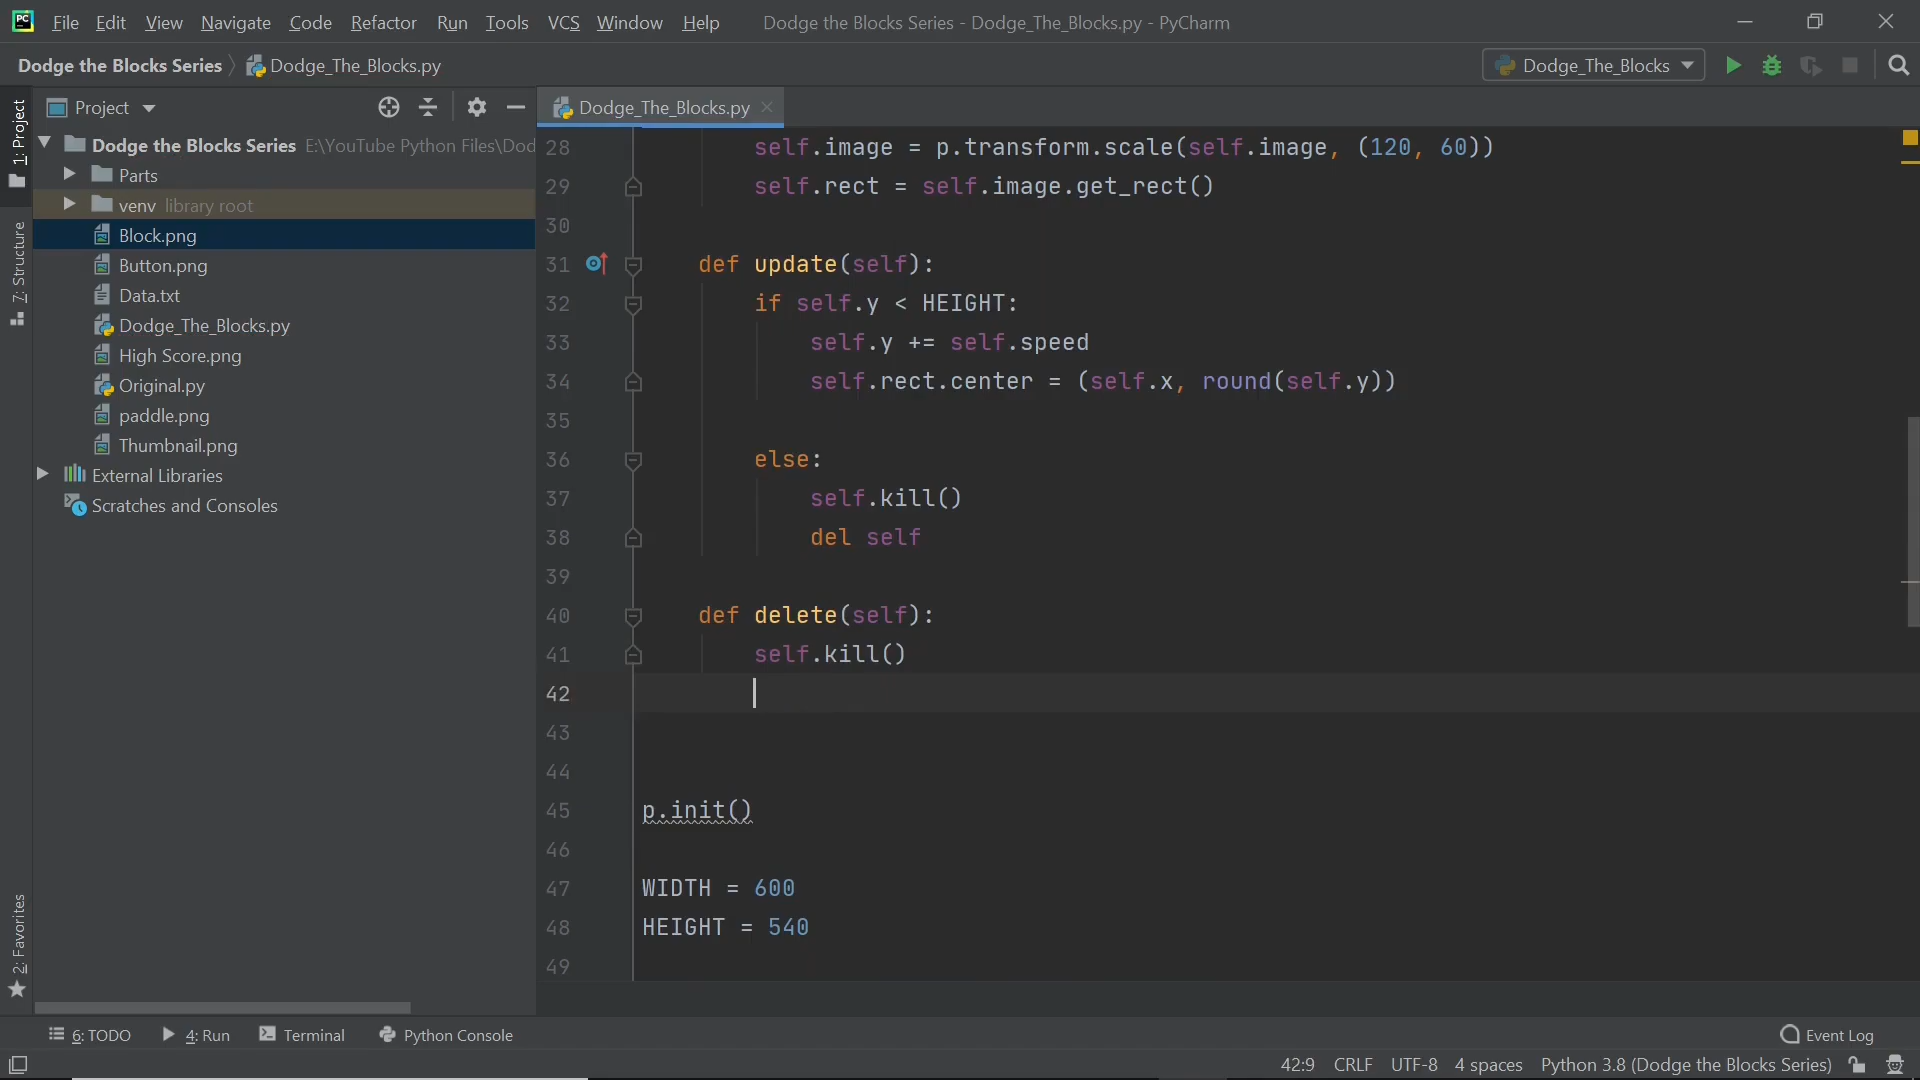 PC File Edit View Navigate Code Refactor Run Tools VCS Window Help Dodge the Blocks Series - Dodge_The_Blocks.py - PyCharm
Dodge the Blocks Series Dodge_The_Blocks.py Dodge_The_Blocks
Project
Dodge_The_Blocks.py
1: Project
7: Structure
2: Favorites
Dodge the Blocks Series E:\YouTube Python Files\Dod
Parts
venv library root
Block.png
Button.png
Data.txt
Dodge_The_Blocks.py
High Score.png
Original.py
paddle.png
Thumbnail.png
External Libraries
Scratches and Consoles
28 self.image = p.transform.scale(self.image, (120, 60))
29 self.rect = self.image.get_rect()
30
31 def update(self):
32 if self.y < HEIGHT:
33 self.y += self.speed
34 self.rect.center = (self.x, round(self.y))
35
36 else:
37 self.kill()
38 del self
39
40 def delete(self):
41 self.kill()
42
43
44
45 p.init()
46
47 WIDTH = 600
48 HEIGHT = 540
49
6: TODO 4: Run Terminal Python Console Event Log
42:9 CRLF UTF-8 4 spaces Python 3.8 (Dodge the Blocks Series)